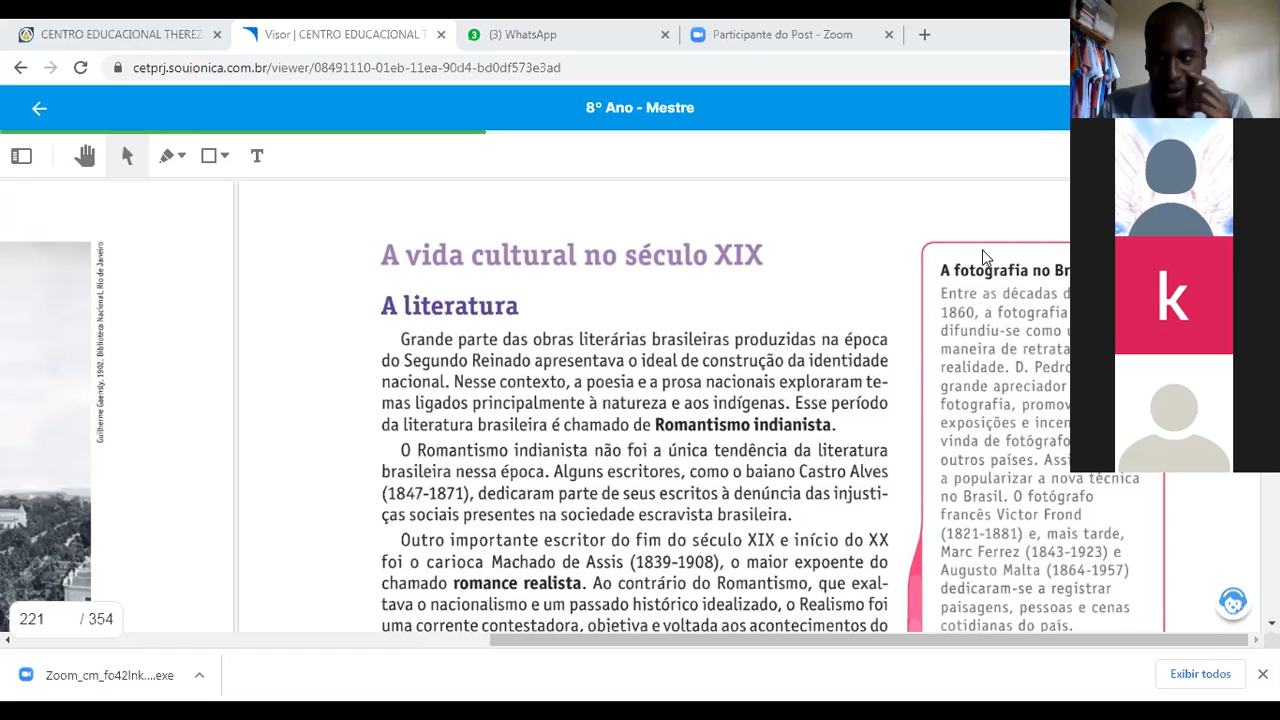 CENTRO EDUCACIONAL THEREZ
Visor | CENTRO EDUCACIONAL T
3
(3) WhatsApp
Participante do Post - Zoom
cetprj.souionica.com.br/viewer/08491110-01eb-11ea-90d4-bd0df573e3ad
8º Ano - Mestre
T
Guilherme Gaensly. 1902. Biblioteca Nacional, Rio de Janeiro
A vida cultural no século XIX
A literatura
Grande parte das obras literárias brasileiras produzidas na época
do Segundo Reinado apresentava o ideal de construção da identidade
nacional. Nesse contexto, a poesia e a prosa nacionais exploraram te-
mas ligados principalmente à natureza e aos indígenas. Esse período
da literatura brasileira é chamado de Romantismo indianista.
O Romantismo indianista não foi a única tendência da literatura
brasileira nessa época. Alguns escritores, como o baiano Castro Alves
(1847-1871), dedicaram parte de seus escritos à denúncia das injusti-
ças sociais presentes na sociedade escravista brasileira.
Outro importante escritor do fim do século XIX e início do XX
foi o carioca Machado de Assis (1839-1908), o maior expoente do
chamado romance realista. Ao contrário do Romantismo, que exal-
tava o nacionalismo e um passado histórico idealizado, o Realismo foi
uma corrente contestadora, objetiva e voltada aos acontecimentos do
A fotografia no Br
Entre as décadas d
1860, a fotografia
difundiu-se como
maneira de retrata
realidade. D. Pedro
grande apreciador
fotografia, promov
exposições e incen
vinda de fotógrafo
outros países. Assi
a popularizar a nova técnica
no Brasil. O fotógrafo
francês Victor Frond
(1821-1881) e, mais tarde,
Marc Ferrez (1843-1923) e
Augusto Malta (1864-1957)
dedicaram-se a registrar
paisagens, pessoas e cenas
cotidianas do país.
k
221 / 354
Zoom_cm_fo42lnk....exe
Exibir todos